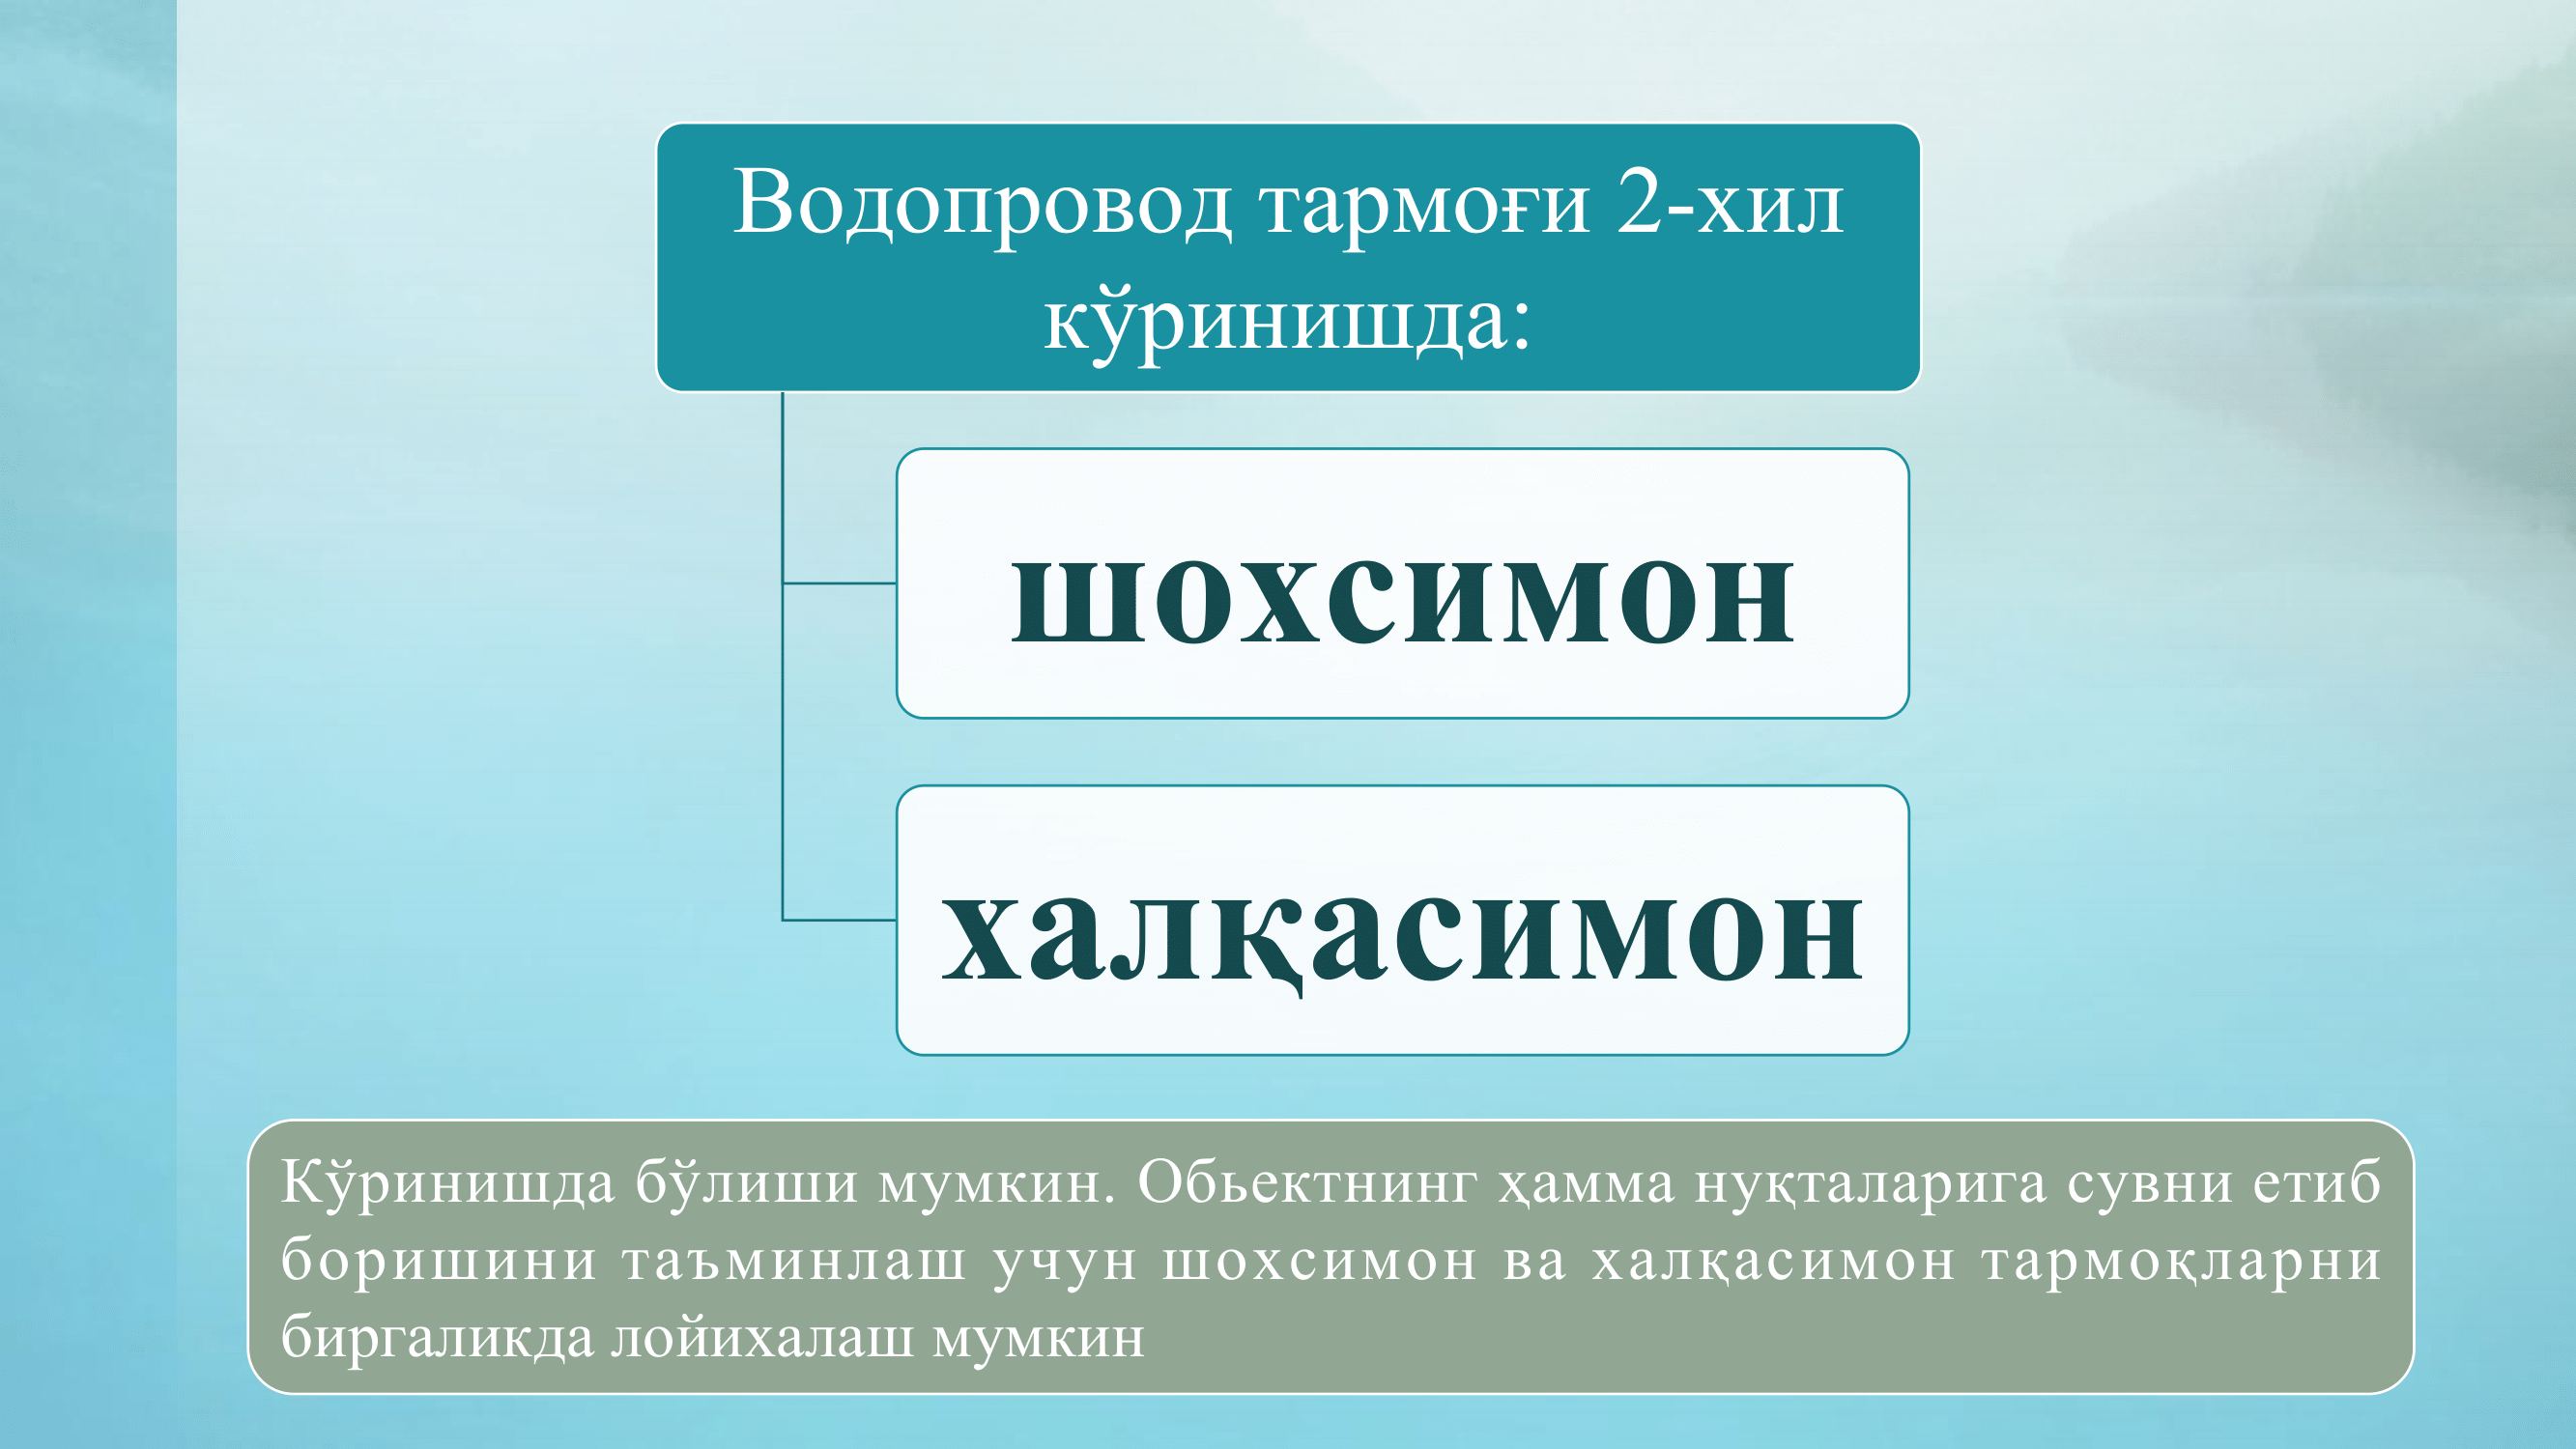 Водопровод тармоғи 2-хил
кўринишда:
шохсимон
халқасимон
Кўринишда бўлиши мумкин. Обьектнинг ҳамма нуқталарига сувни етиб
боришини таъминлаш учун шохсимон ва халқасимон тармоқларни
биргаликда лойихалаш мумкин